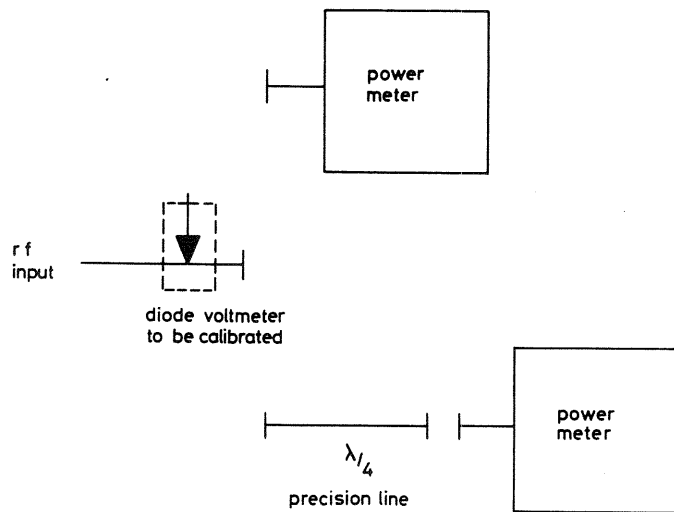 power
meter
r f
input
diode voltmeter
to be calibrated
power
meter
λ/4
precision line